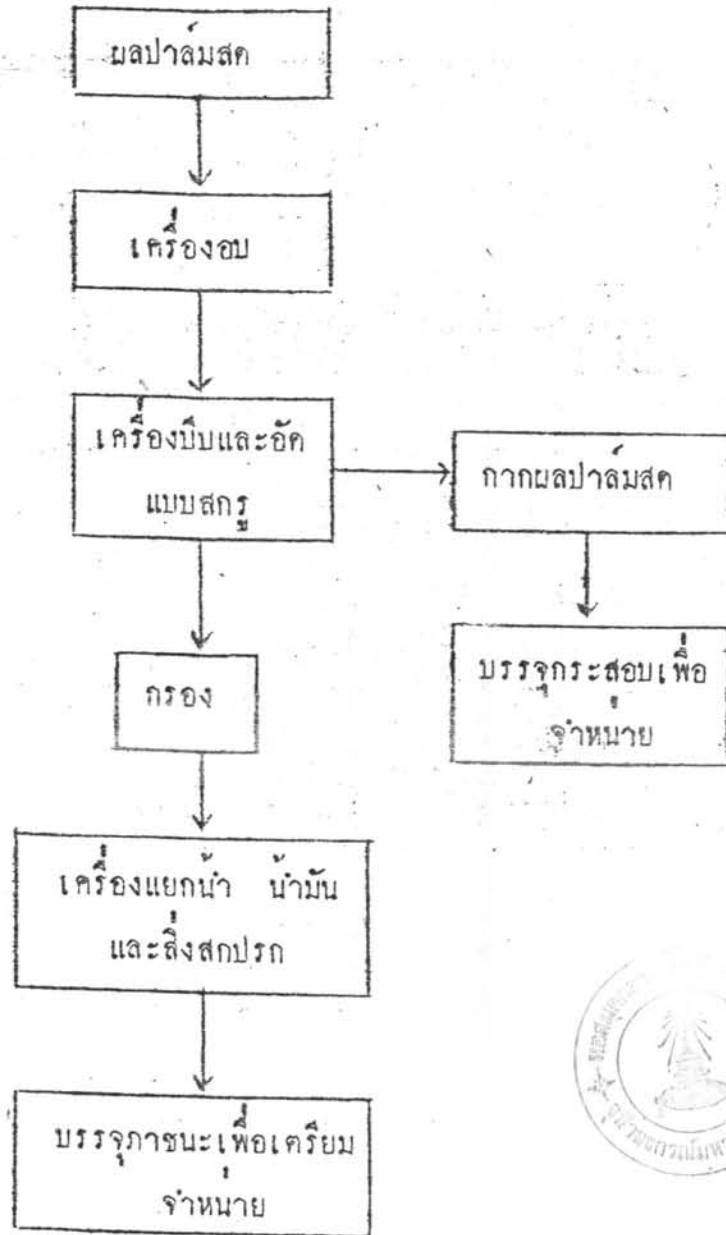 ผลปาล์มสด
เครื่องอบ
เครื่องบีบและอัด
แบบสกรู
กากผลปาล์มสด
บรรจุกระสอบเพื่อ
จำหน่าย
กรอง
เครื่องแยกน้ำ น้ำมัน
และสิ่งสกปรก
บรรจุภาชนะเพื่อเตรียม
จำหน่าย